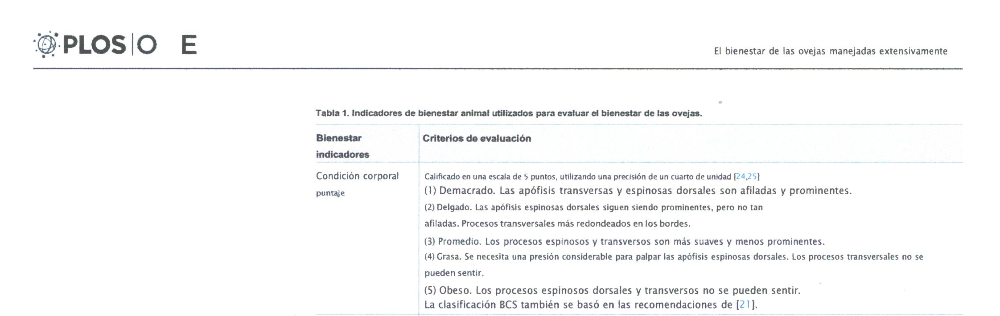 PLOS|O E
El bienestar de las ovejas manejadas extensivamente
Tabla 1. Indicadores de bienestar animal utilizados para evaluar el bienestar de las ovejas.
Bienestar indicadores
Criterios de evaluación
Condición corporal puntaje
Calificado en una escala de 5 puntos, utilizando una precisión de un cuarto de unidad [24,25]
(1) Demacrado. Las apófisis transversas y espinosas dorsales son afiladas y prominentes.
(2) Delgado. Las apófisis espinosas dorsales siguen siendo prominentes, pero no tan
afiladas. Procesos transversales más redondeados en los bordes.
(3) Promedio. Los procesos espinosos y transversos son más suaves y menos prominentes.
(4) Grasa. Se necesita una presión considerable para palpar las apófisis espinosas dorsales. Los procesos transversales no se
pueden sentir.
(5) Obeso. Los procesos espinosos dorsales y transversos no se pueden sentir.
La clasificación BCS también se basó en las recomendaciones de [21].